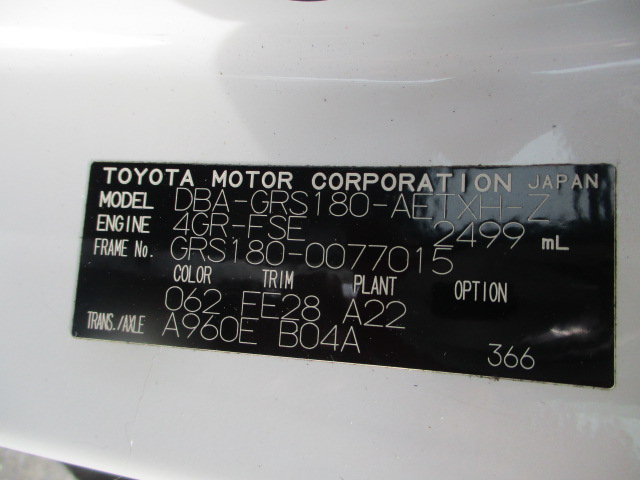 TOYOTA MOTOR CORPORATION JAPAN
MODEL DBA-GRS180-AETXH-Z
ENGINE 4GR-FSE 2499 mL
FRAME No. GRS180-0077015
COLOR TRIM PLANT OPTION
062 FE28 A22
TRANS./AXLE A960E B04A
366